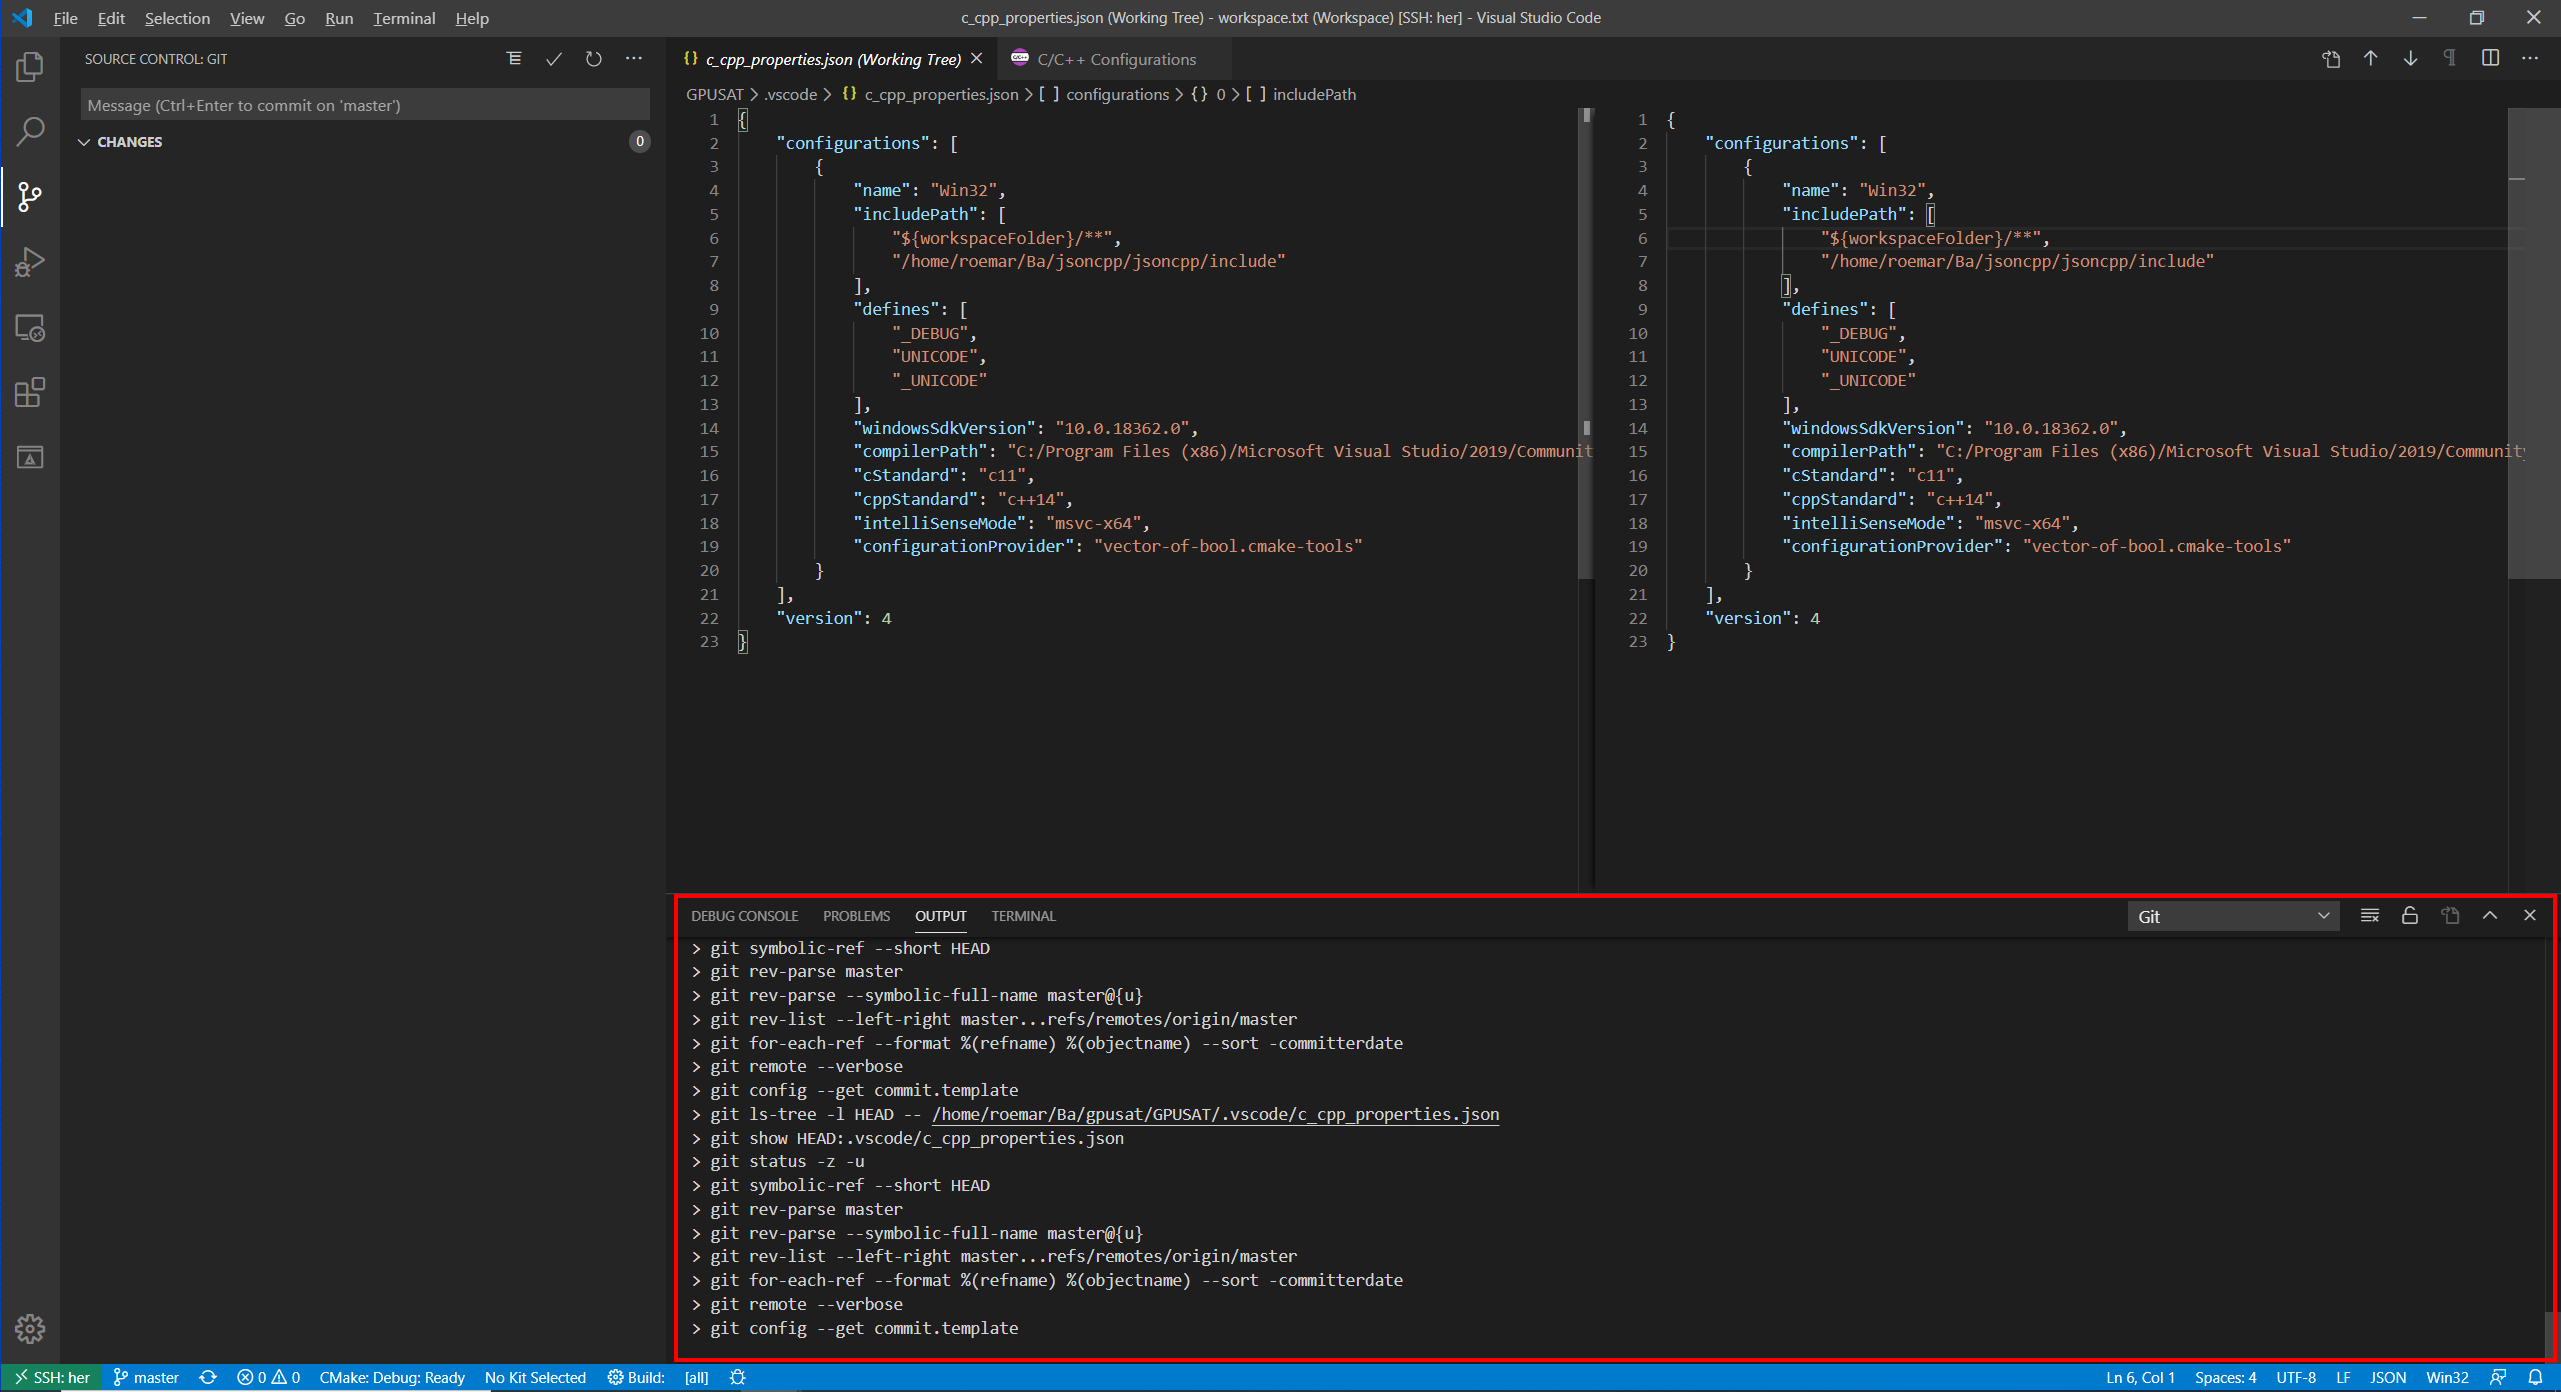 File Edit Selection View Go Run Terminal Help
c_cpp_properties.json (Working Tree) - workspace.txt (Workspace) [SSH: her] - Visual Studio Code
SOURCE CONTROL: GIT
Message (Ctrl+Enter to commit on 'master')
CHANGES 0
{} c_cpp_properties.json (Working Tree)
C/C++ C/C++ Configurations
GPUSAT > .vscode > {} c_cpp_properties.json > [ ] configurations > {} 0 > [ ] includePath
1 {
2 "configurations": [
3 {
4 "name": "Win32",
5 "includePath": [
6 "${workspaceFolder}/**",
7 "/home/roemar/Ba/jsoncpp/jsoncpp/include"
8 ],
9 "defines": [
10 "_DEBUG",
11 "UNICODE",
12 "_UNICODE"
13 ],
14 "windowsSdkVersion": "10.0.18362.0",
15 "compilerPath": "C:/Program Files (x86)/Microsoft Visual Studio/2019/Communit
16 "cStandard": "c11",
17 "cppStandard": "c++14",
18 "intelliSenseMode": "msvc-x64",
19 "configurationProvider": "vector-of-bool.cmake-tools"
20 }
21 ],
22 "version": 4
23 }
1 {
2 "configurations": [
3 {
4 "name": "Win32",
5 "includePath": [
6 "${workspaceFolder}/**",
7 "/home/roemar/Ba/jsoncpp/jsoncpp/include"
8 ],
9 "defines": [
10 "_DEBUG",
11 "UNICODE",
12 "_UNICODE"
13 ],
14 "windowsSdkVersion": "10.0.18362.0",
15 "compilerPath": "C:/Program Files (x86)/Microsoft Visual Studio/2019/Community
16 "cStandard": "c11",
17 "cppStandard": "c++14",
18 "intelliSenseMode": "msvc-x64",
19 "configurationProvider": "vector-of-bool.cmake-tools"
20 }
21 ],
22 "version": 4
23 }
DEBUG CONSOLE PROBLEMS OUTPUT TERMINAL
Git
> git symbolic-ref --short HEAD
> git rev-parse master
> git rev-parse --symbolic-full-name master@{u}
> git rev-list --left-right master...refs/remotes/origin/master
> git for-each-ref --format %(refname) %(objectname) --sort -committerdate
> git remote --verbose
> git config --get commit.template
> git ls-tree -l HEAD -- /home/roemar/Ba/gpusat/GPUSAT/.vscode/c_cpp_properties.json
> git show HEAD:.vscode/c_cpp_properties.json
> git status -z -u
> git symbolic-ref --short HEAD
> git rev-parse master
> git rev-parse --symbolic-full-name master@{u}
> git rev-list --left-right master...refs/remotes/origin/master
> git for-each-ref --format %(refname) %(objectname) --sort -committerdate
> git remote --verbose
> git config --get commit.template
SSH: her master 0 0 CMake: Debug: Ready No Kit Selected Build: [all]
Ln 6, Col 1 Spaces: 4 UTF-8 LF JSON Win32